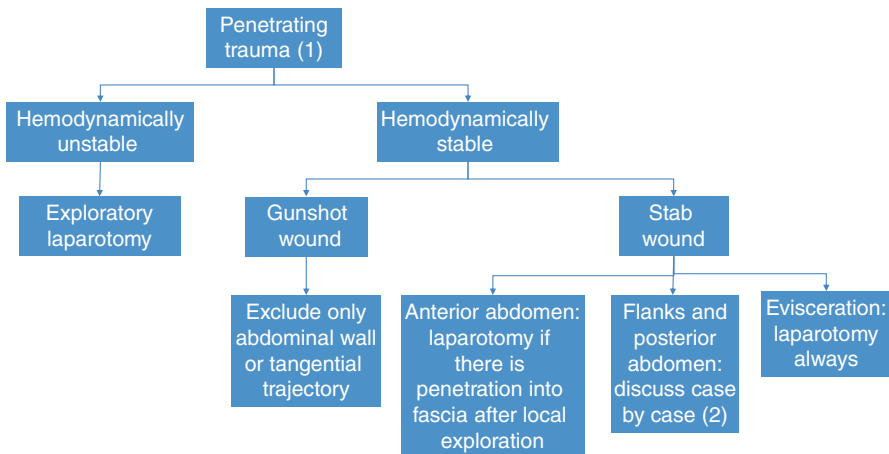 Penetrating
trauma (1)
Hemodynamically
unstable
Hemodynamically
stable
Exploratory
laparotomy
Gunshot
wound
Stab
wound
Exclude only
abdominal wall
or tangential
trajectory
Anterior abdomen:
laparotomy if
there is
penetration into
fascia after local
exploration
Flanks and
posterior
abdomen:
discuss case
by case (2)
Evisceration:
laparotomy
always